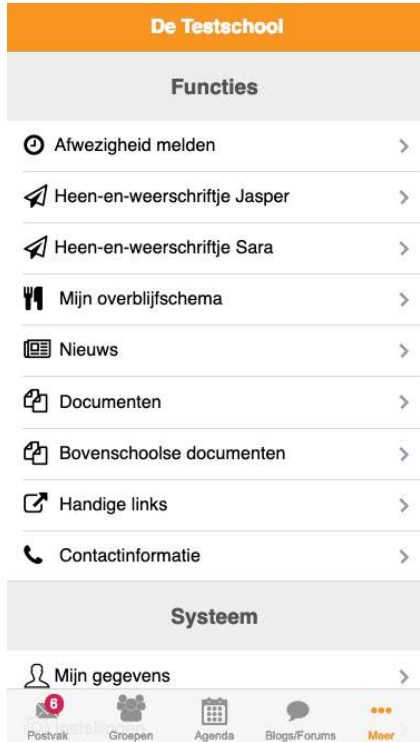 De Testschool
Functies
Afwezigheid melden
Heen-en-weerschriftje Jasper
Heen-en-weerschriftje Sara
Mijn overblijfschema
Nieuws
Documenten
Bovenschoolse documenten
Handige links
Contactinformatie
Systeem
Mijn gegevens
Instellingen
6
Postvak Groepen Agenda Blogs/Forums Meer